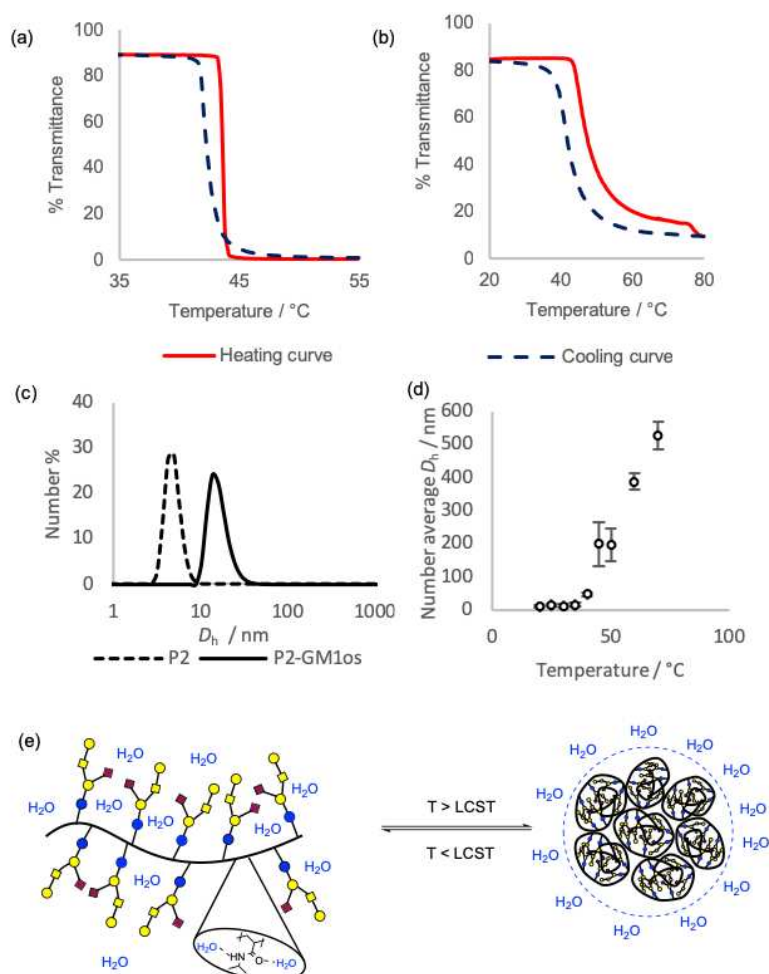 (a)
100
80
60
40
20
0
% Transmittance
35 45 55
Temperature / °C
(b)
100
80
60
40
20
0
% Transmittance
20 40 60 80
Temperature / °C
Heating curve
Cooling curve
(c)
40
30
20
10
0
Number %
1 10 100 1000
Dh / nm
P2
P2-GM1os
(d)
600
500
400
300
200
100
0
Number average Dh / nm
0 50 100
Temperature / °C
(e)
H2O
H2O
H2O
H2O
H2O
H2O
H2O
H2O
H2O
H2O
H2O
HN
O
H2O
T > LCST
T < LCST
H2O
H2O
H2O
H2O
H2O
H2O
H2O
H2O
H2O
H2O
H2O
H2O
H2O